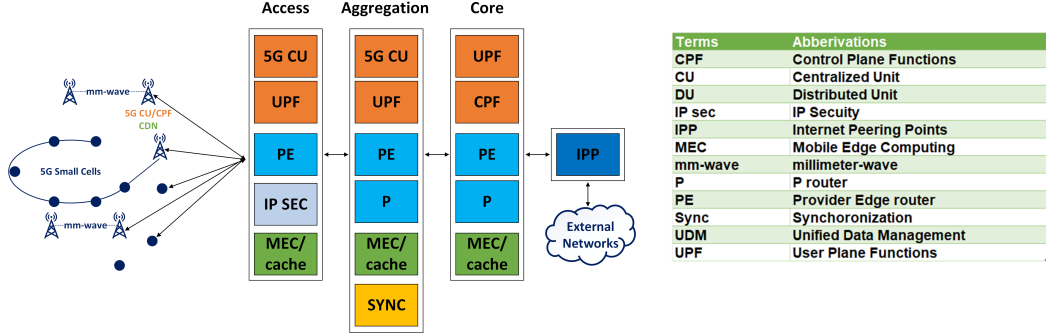 Access
Aggregation
Core
5G CU
5G CU
UPF
UPF
UPF
CPF
PE
PE
PE
IPP
IP SEC
P
P
MEC/
cache
MEC/
cache
MEC/
cache
SYNC
External
Networks
mm-wave
5G CU/CPF
CDN
5G Small Cells
mm-wave
Terms Abberivations
CPF Control Plane Functions
CU Centralized Unit
DU Distributed Unit
IP sec IP Secuity
IPP Internet Peering Points
MEC Mobile Edge Computing
mm-wave millimeter-wave
P P router
PE Provider Edge router
Sync Synchoronization
UDM Unified Data Management
UPF User Plane Functions